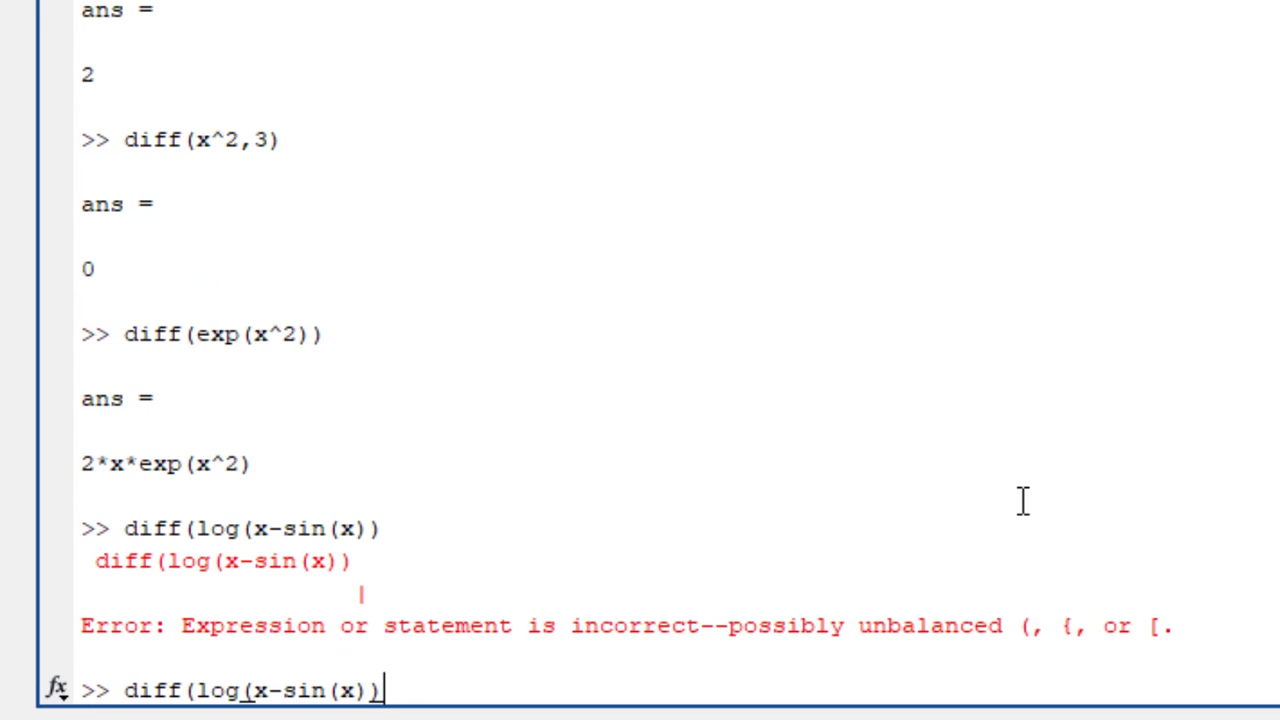 ans =
2
>> diff(x^2,3)
ans =
0
>> diff(exp(x^2))
ans =
2*x*exp(x^2)
>> diff(log(x-sin(x))
diff(log(x-sin(x))
|
Error: Expression or statement is incorrect--possibly unbalanced (, {, or [.
fx >> diff(log(x-sin(x))